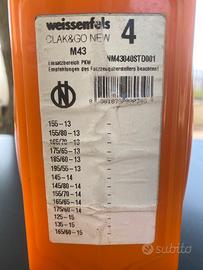 weissenfels
CLAK&GO NEW
M43
4
NM43040STD001
Einsatzbereich PKW
Empfehlungen des Fahrzeugherstellers beachten!
155-13
155/80-13
165/70-13
175/65-13
185/60-13
195/55-13
145-14
145/80-14
155/70-14
165/65-14
175/60-14
125-15
135-15
165/60-15
subito